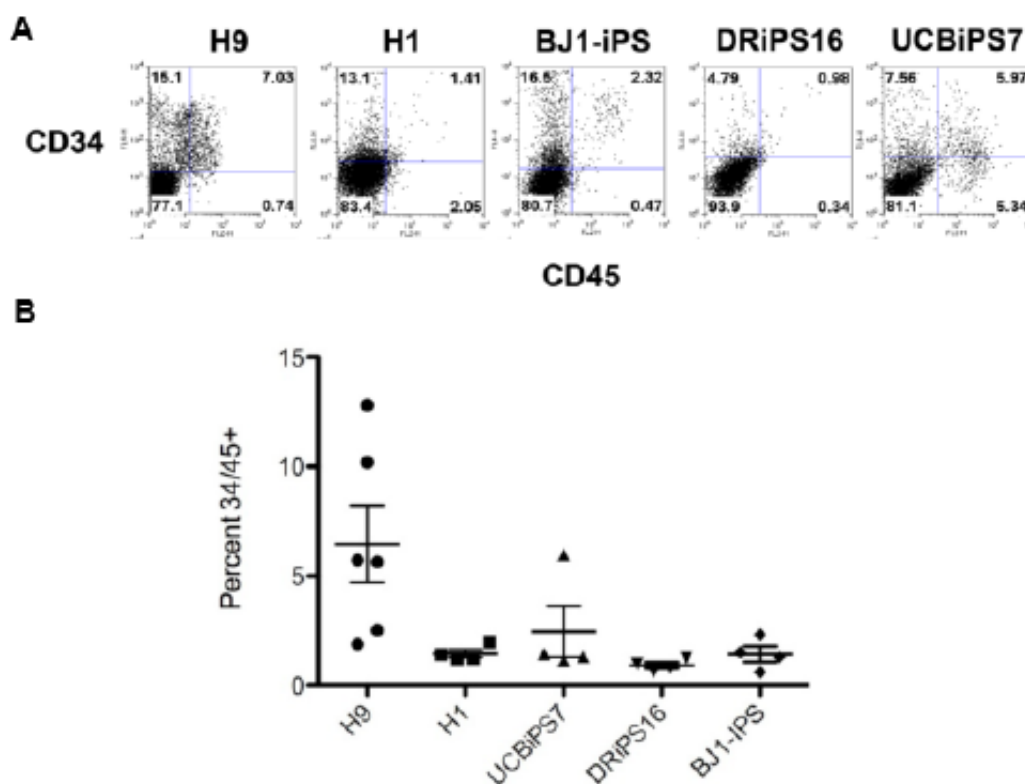 A
H9 H1 BJ1-iPS DRiPS16 UCBiPS7
15.1 7.03 13.1 1.41 16.5 2.32 4.79 0.98 7.56 5.97
CD34
77.1 0.74 83.4 2.05 80.7 0.47 93.9 0.34 81.1 5.34
CD45
B
15
10
5
0
Percent 34/45+
H9 H1 UCBiPS7 DRiPS16 BJ1-IPS